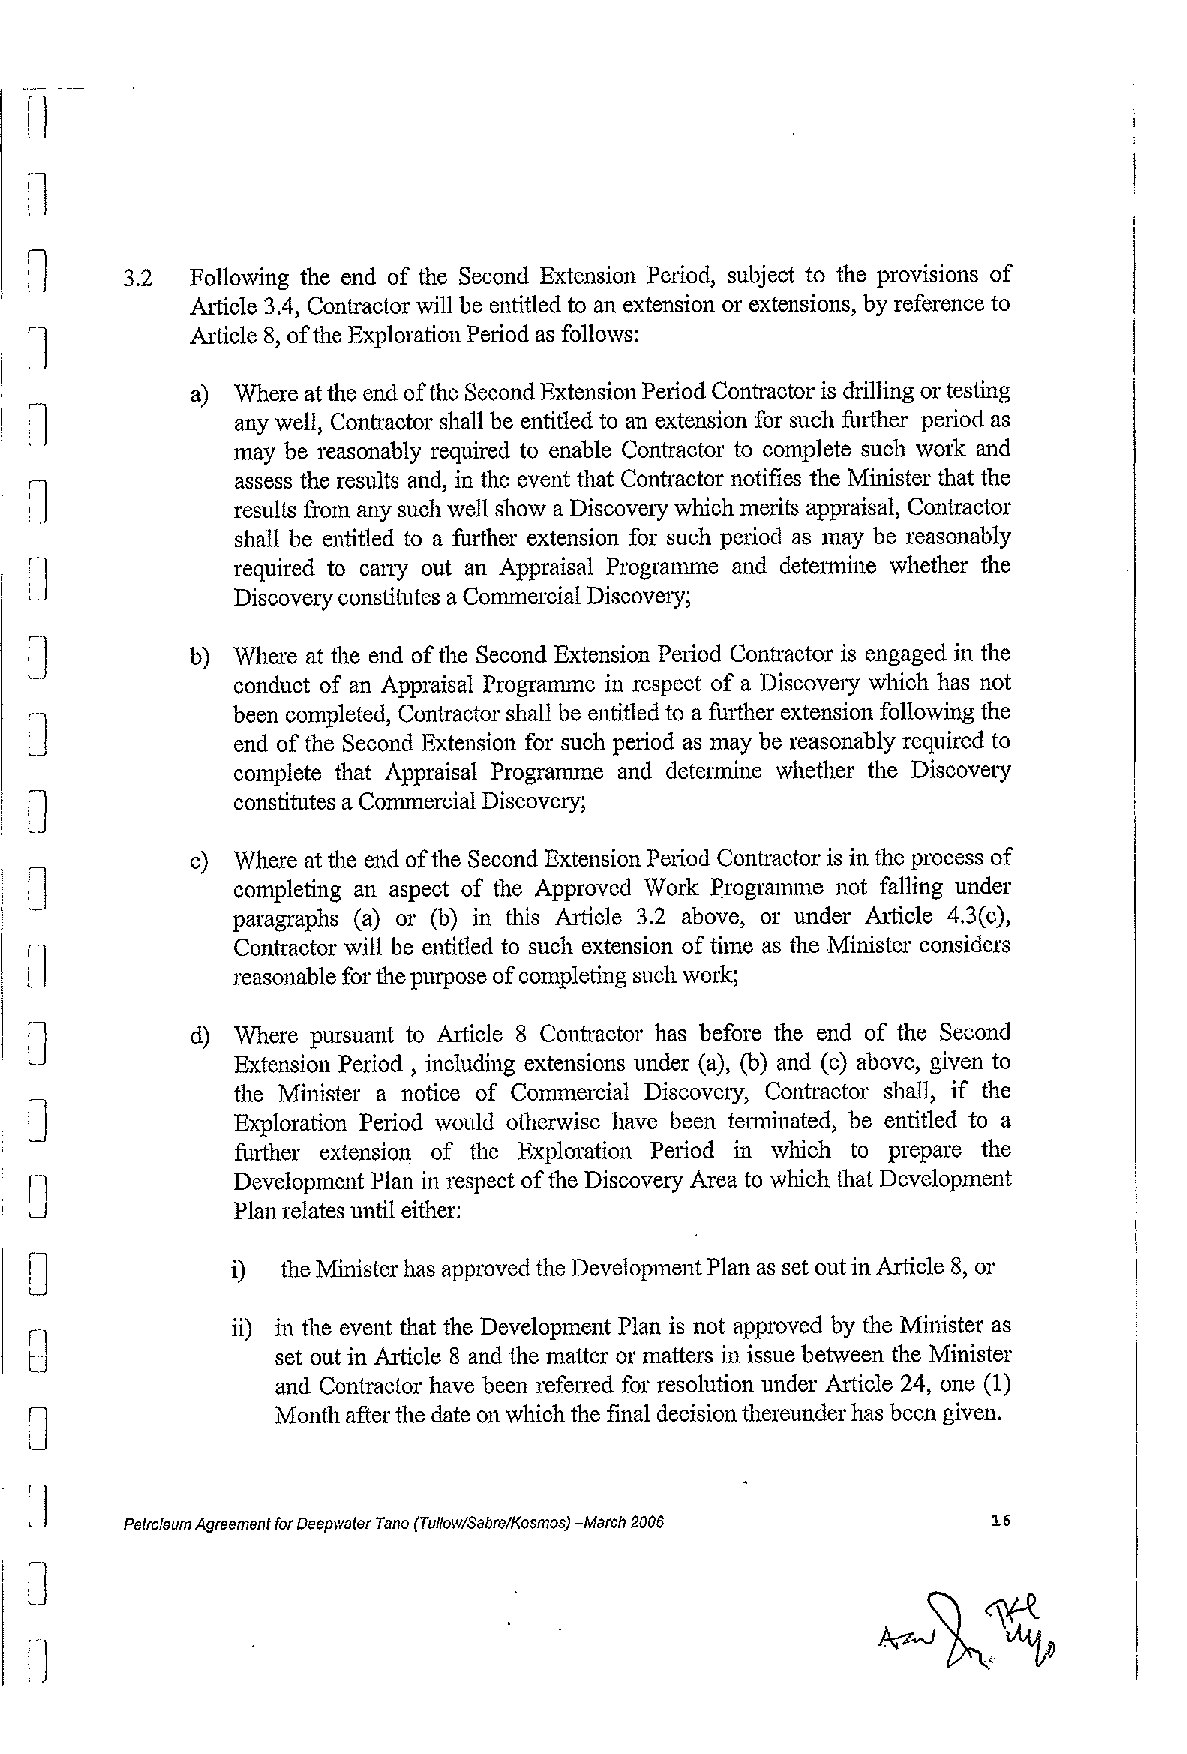 3.2 Following the end of the Second Extension Period, subject to the provisions of
Article 3.4, Contractor will be entitled to an extension or extensions, by reference to
Article 8, of the Exploration Period as follows:
a) Where at the end of the Second Extension Period Contractor is drilling or testing
any well, Contractor shall be entitled to an extension for such further period as
may be reasonably required to enable Contractor to complete such work and
assess the results and, in the event that Contractor notifies the Minister that the
results from any such well show a Discovery which merits appraisal, Contractor
shall be entitled to a further extension for such period as may be reasonably
required to carry out an Appraisal Programme and determine whether the
Discovery constitutes a Commercial Discovery;
b) Where at the end of the Second Extension Period Contractor is engaged in the
conduct of an Appraisal Programme in respect of a Discovery which has not
been completed, Contractor shall be entitled to a further extension following the
end of the Second Extension for such period as may be reasonably required to
complete that Appraisal Programme and determine whether the Discovery
constitutes a Commercial Discovery;
c) Where at the end of the Second Extension Period Contractor is in the process of
completing an aspect of the Approved Work Programme not falling under
paragraphs (a) or (b) in this Article 3.2 above, or under Article 4.3(c),
Contractor will be entitled to such extension of time as the Minister considers
reasonable for the purpose of completing such work;
d) Where pursuant to Article 8 Contractor has before the end of the Second
Extension Period , including extensions under (a), (b) and (c) above, given to
the Minister a notice of Commercial Discovery, Contractor shall, if the
Exploration Period would otherwise have been terminated, be entitled to a
further extension of the Exploration Period in which to prepare the
Development Plan in respect of the Discovery Area to which that Development
Plan relates until either:
i) the Minister has approved the Development Plan as set out in Article 8, or
ii) in the event that the Development Plan is not approved by the Minister as
set out in Article 8 and the matter or matters in issue between the Minister
and Contractor have been referred for resolution under Article 24, one (1)
Month after the date on which the final decision thereunder has been given.
Petroleum Agreement for Deepwater Tano (Tullow/Sabre/Kosmos) –March 2006 16